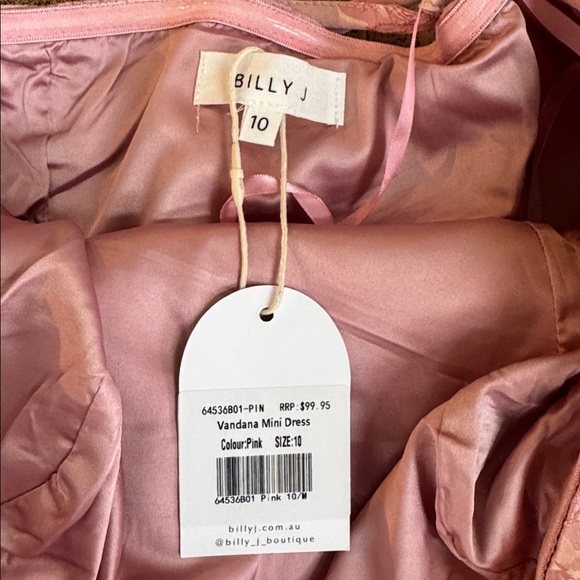 BILLY J
10
64536B01-PIN RRP:$99.95
Vandana Mini Dress
Colour:Pink SIZE:10
64536B01 Pink 10/M
billyj.com.au
@billy_j_boutique